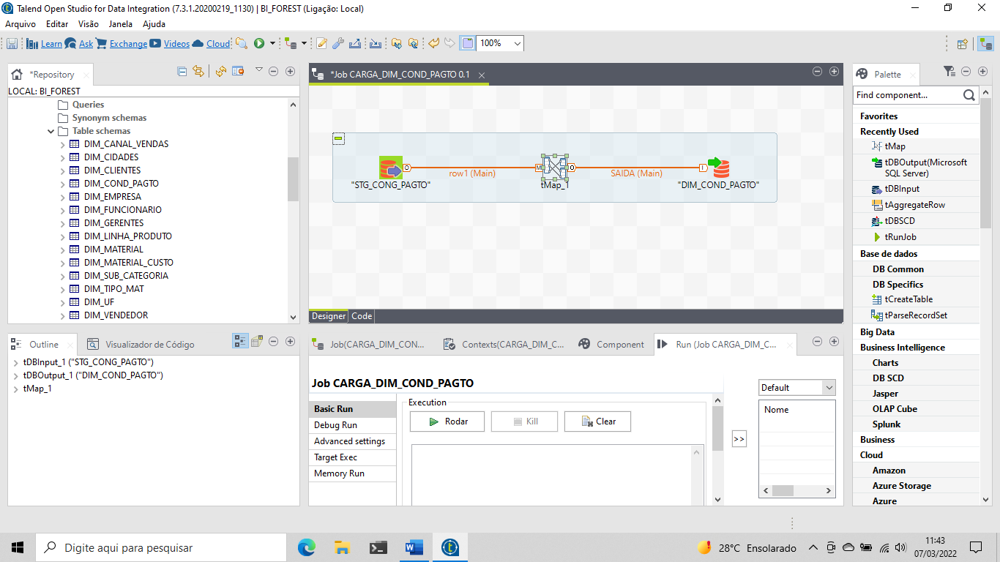 Talend Open Studio for Data Integration (7.3.1.20200219_1130) | BI_FOREST (Ligação: Local)
Arquivo Editar Visão Janela Ajuda
Learn Ask Exchange Videos Cloud 100%
*Repository
LOCAL: BI_FOREST
Queries
Synonym schemas
Table schemas
DIM_CANAL_VENDAS
DIM_CIDADES
DIM_CLIENTES
DIM_COND_PAGTO
DIM_EMPRESA
DIM_FUNCIONARIO
DIM_GERENTES
DIM_LINHA_PRODUTO
DIM_MATERIAL
DIM_MATERIAL_CUSTO
DIM_SUB_CATEGORIA
DIM_TIPO_MAT
DIM_UF
DIM_VENDEDOR
*Job CARGA_DIM_COND_PAGTO 0.1
O row1 (Main) O SAIDA (Main) I
"STG_CONG_PAGTO" tMap_1 "DIM_COND_PAGTO"
Designer Code
Palette
Find component...
Favorites
Recently Used
tMap
tDBOutput(Microsoft
SQL Server)
tDBInput
tAggregateRow
tDBSCD
tRunJob
Base de dados
DB Common
DB Specifics
tCreateTable
tParseRecordSet
Big Data
Business Intelligence
Charts
DB SCD
Jasper
OLAP Cube
Splunk
Business
Cloud
Amazon
Azure Storage
Azure
Outline Visualizador de Código
tDBInput_1 ("STG_CONG_PAGTO")
tDBOutput_1 ("DIM_COND_PAGTO")
tMap_1
Job(CARGA_DIM_CON... Contexts(CARGA_DIM_C... Component Run (Job CARGA_DIM_C...
Job CARGA_DIM_COND_PAGTO
Basic Run
Debug Run
Advanced settings
Target Exec
Memory Run
Execution
Rodar Kill Clear
>>
Default
Nome
Digite aqui para pesquisar
28°C Ensolarado
11:43
07/03/2022